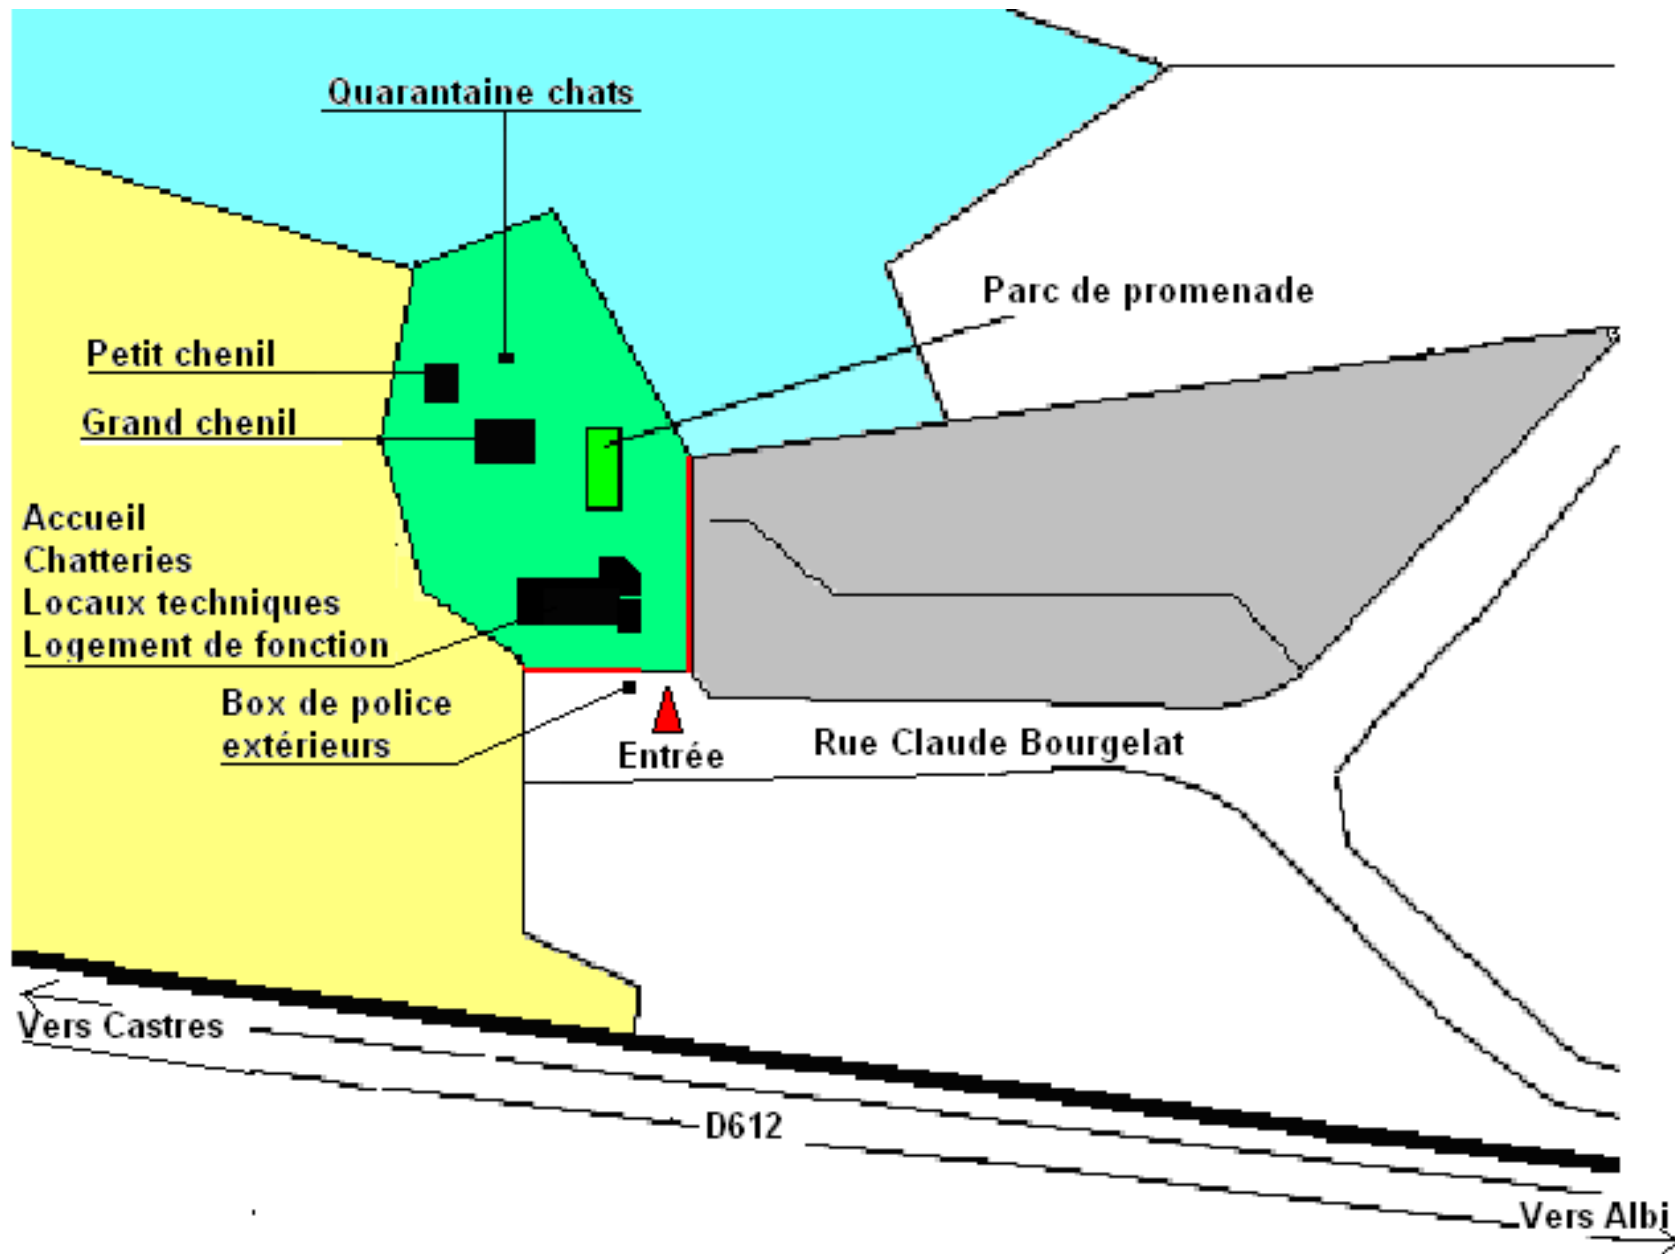 Quarantaine chats
Parc de promenade
Petit chenil
Grand chenil
Accueil
Chatteries
Locaux techniques
Logement de fonction
Box de police
extérieurs
Entrée
Rue Claude Bourgelat
Vers Castres
D612
Vers Albi